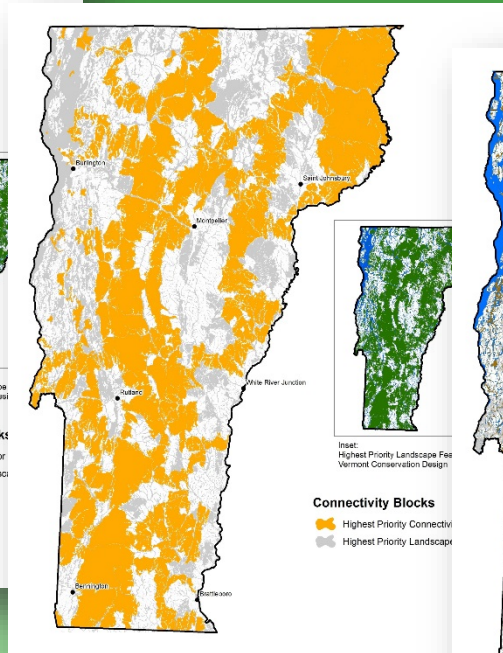 Burlington
Saint Johnsbury
Montpelier
White River Junction
Rutland
Inset:
Highest Priority Landscape Fea
Vermont Conservation Design
Connectivity Blocks
Highest Priority Connectivi
Highest Priority Landscape
Bennington
Brattleboro